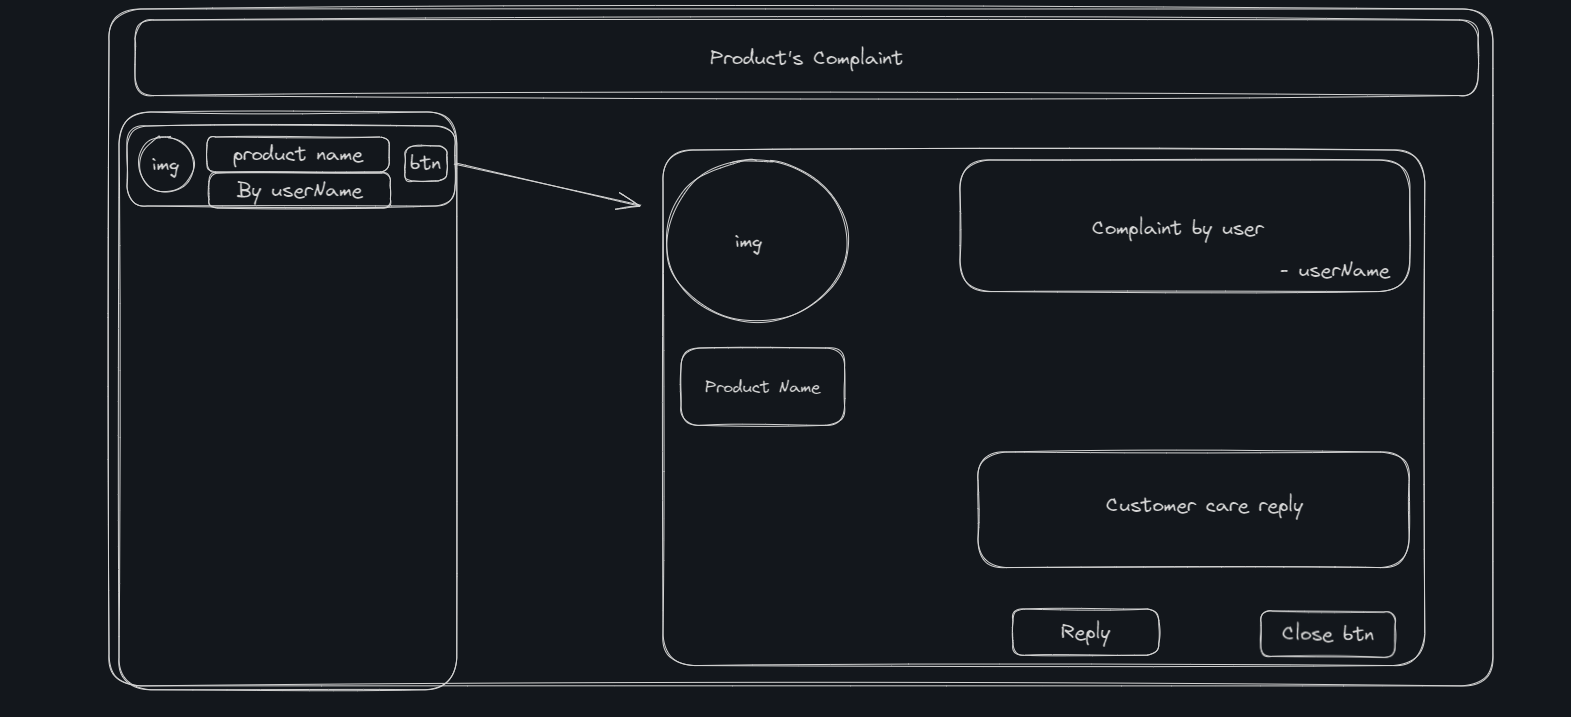 Product's Complaint
img
product name
By userName
btn
img
Product Name
Complaint by user
- userName
Customer care reply
Reply
Close btn